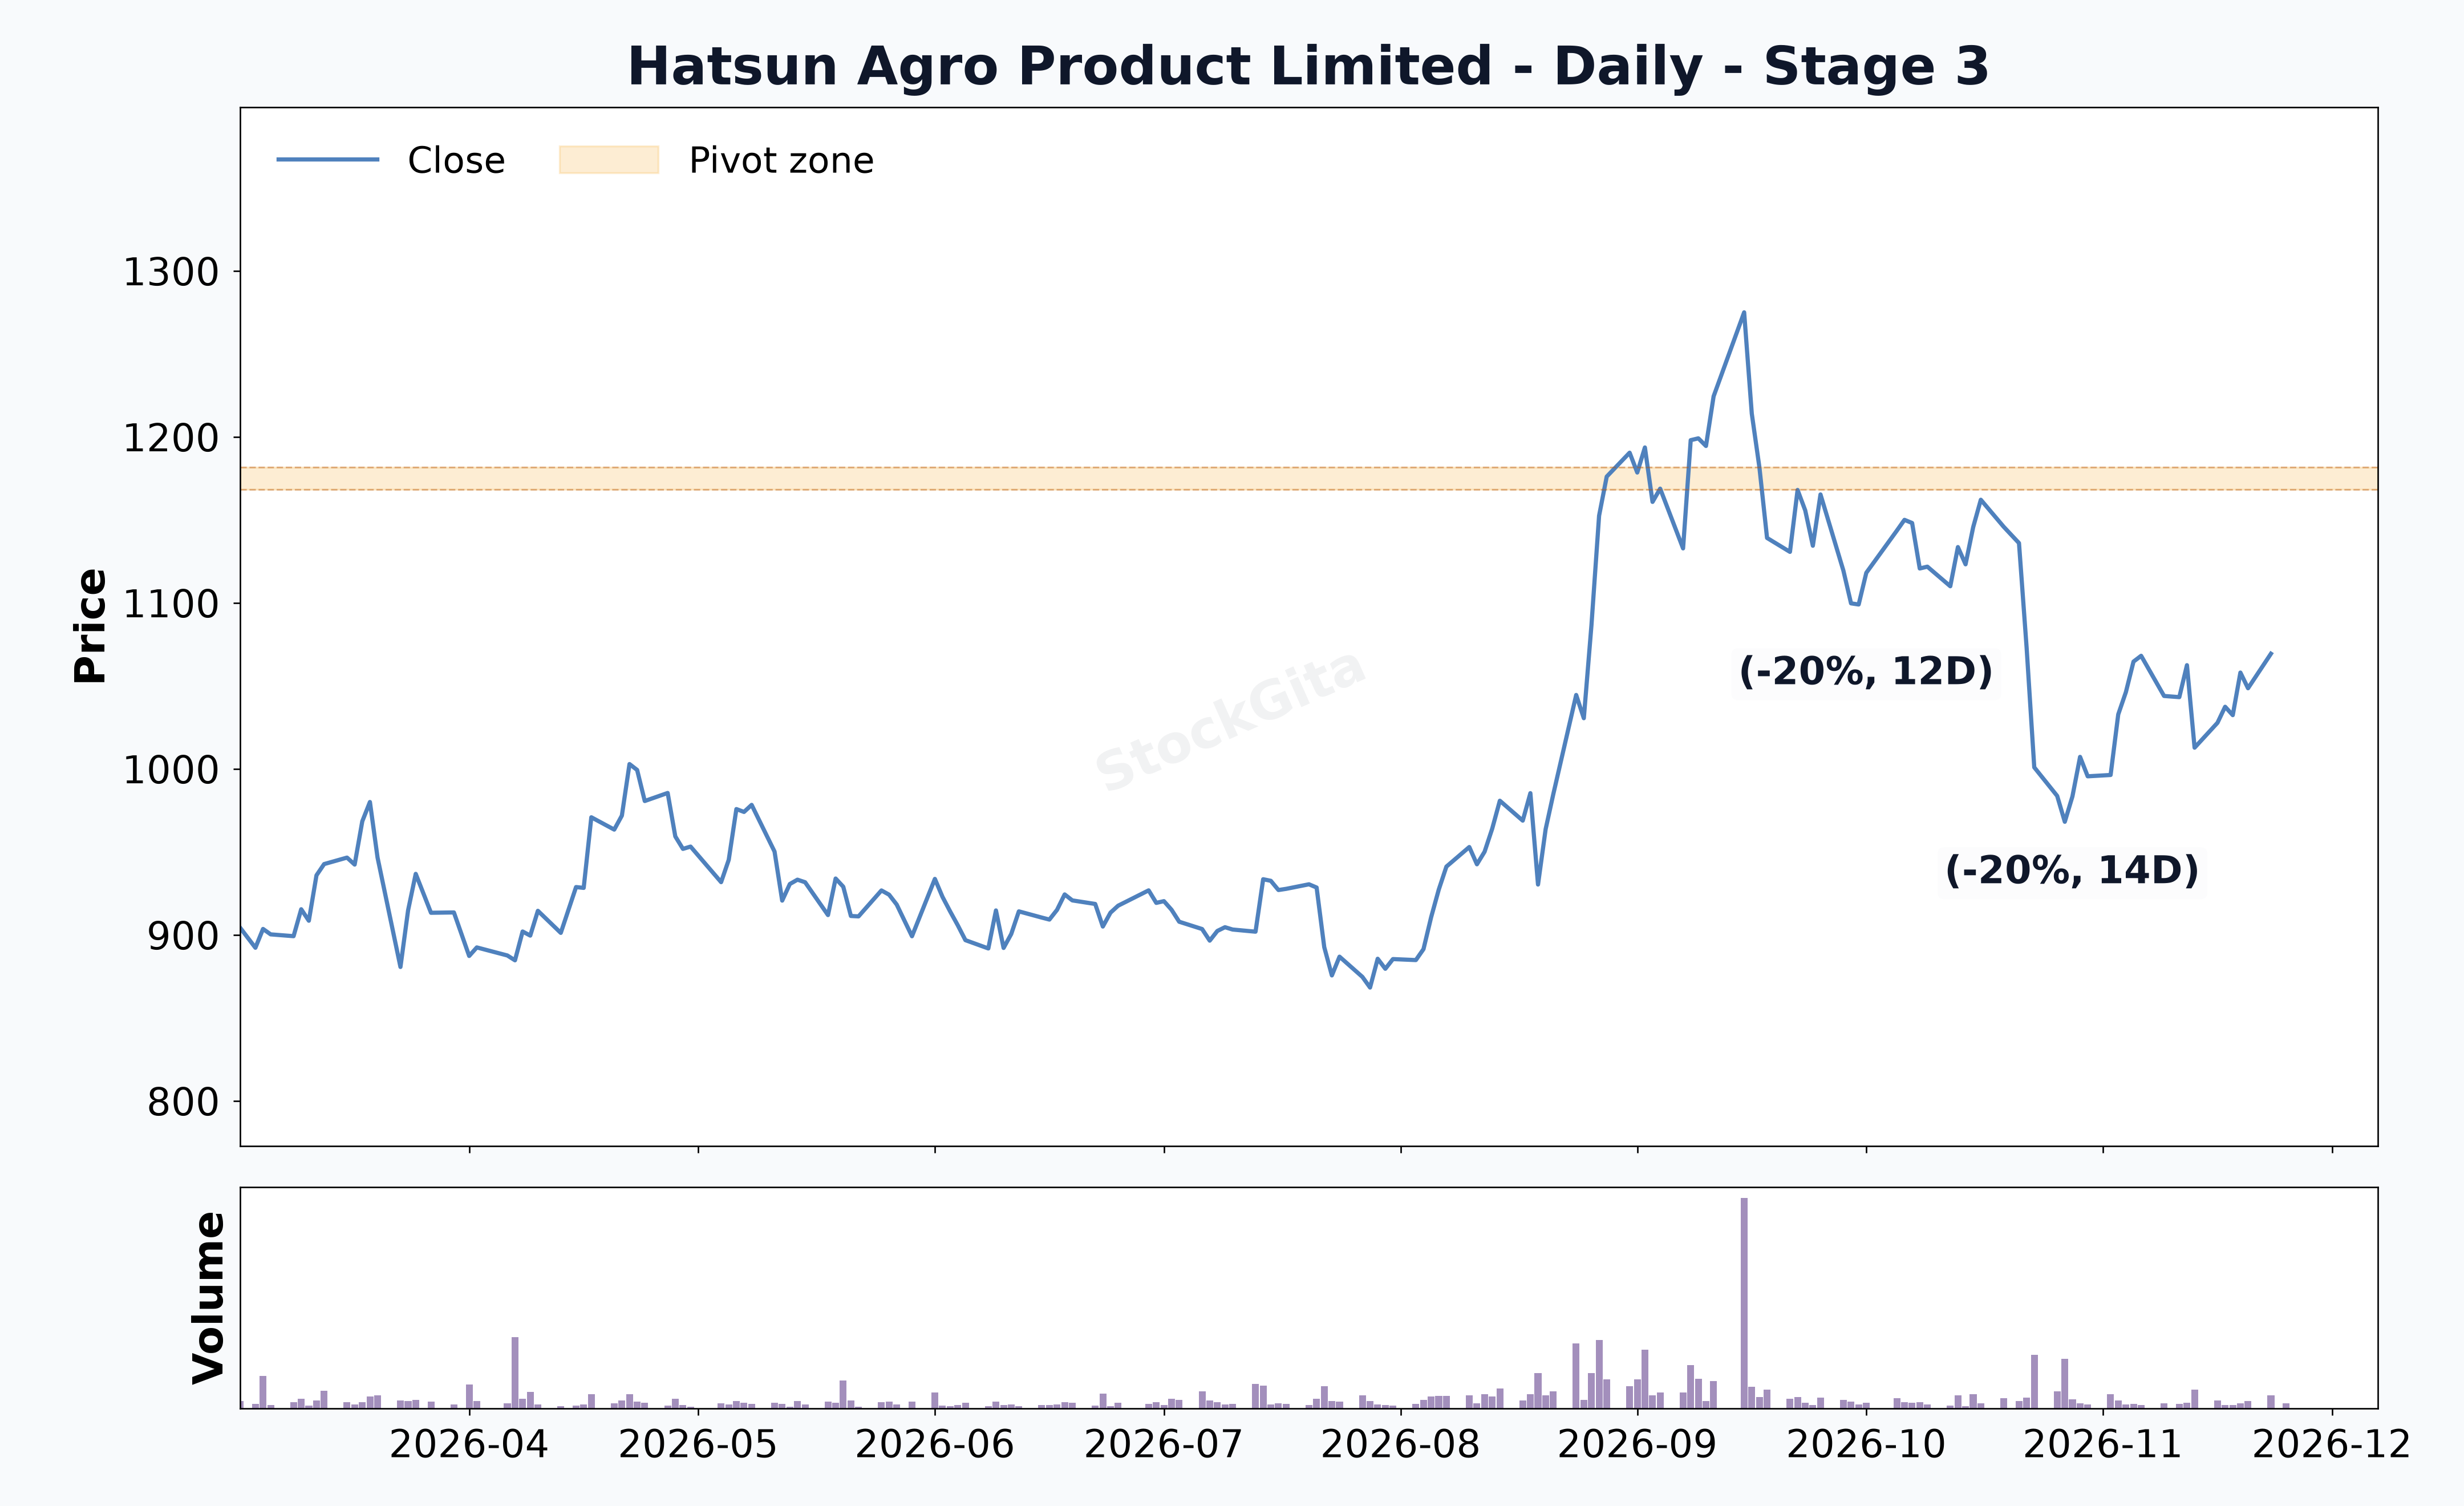 Hatsun Agro Product Limited - Daily - Stage 3
Close
Pivot zone
Price
1300
1200
1100
1000
900
800
(-20%, 12D)
(-20%, 14D)
StockGita
Volume
2026-04
2026-05
2026-06
2026-07
2026-08
2026-09
2026-10
2026-11
2026-12